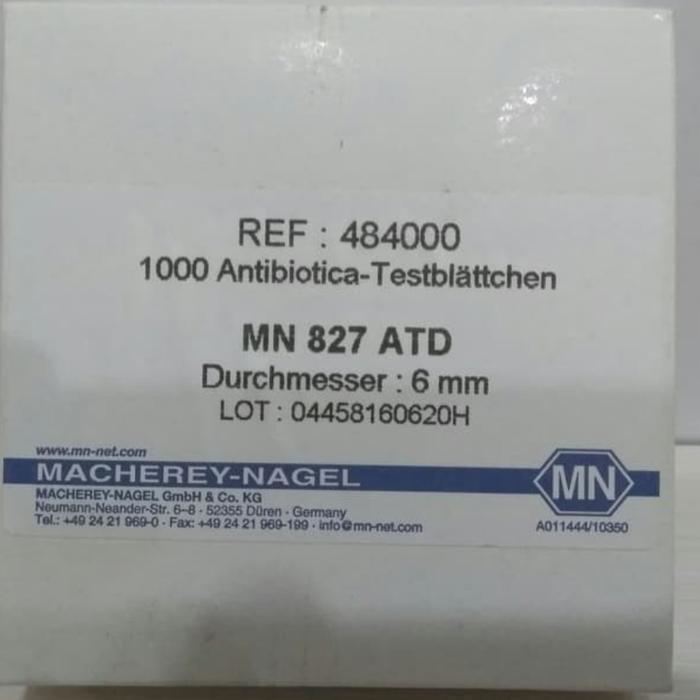 REF : 484000
1000 Antibiotica-Testblättchen
MN 827 ATD
Durchmesser : 6 mm
LOT : 04458160620H
www.mn-net.com
MACHEREY-NAGEL
MN
MACHEREY-NAGEL GmbH & Co. KG
Neumann-Neander-Str. 6–8 · 52355 Düren · Germany
Tel.: +49 24 21 969-0 · Fax: +49 24 21 969-199 · info@mn-net.com
A011444/10350